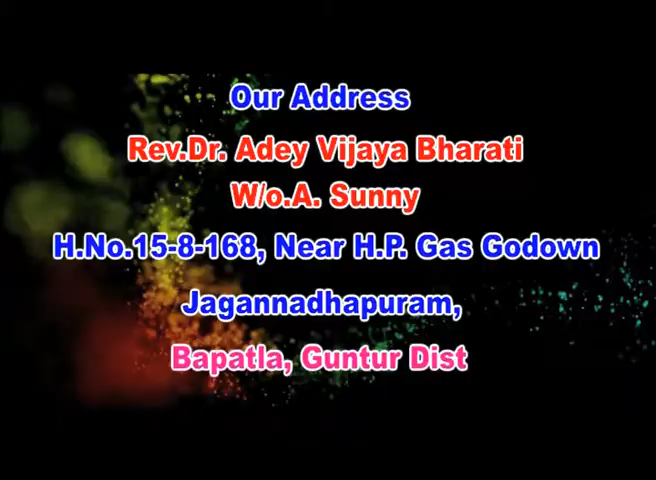 Our Address
Rev.Dr. Adey Vijaya Bharati
W/o.A. Sunny
H.No.15-8-168, Near H.P. Gas Godown
Jagannadhapuram,
Bapatla, Guntur Dist